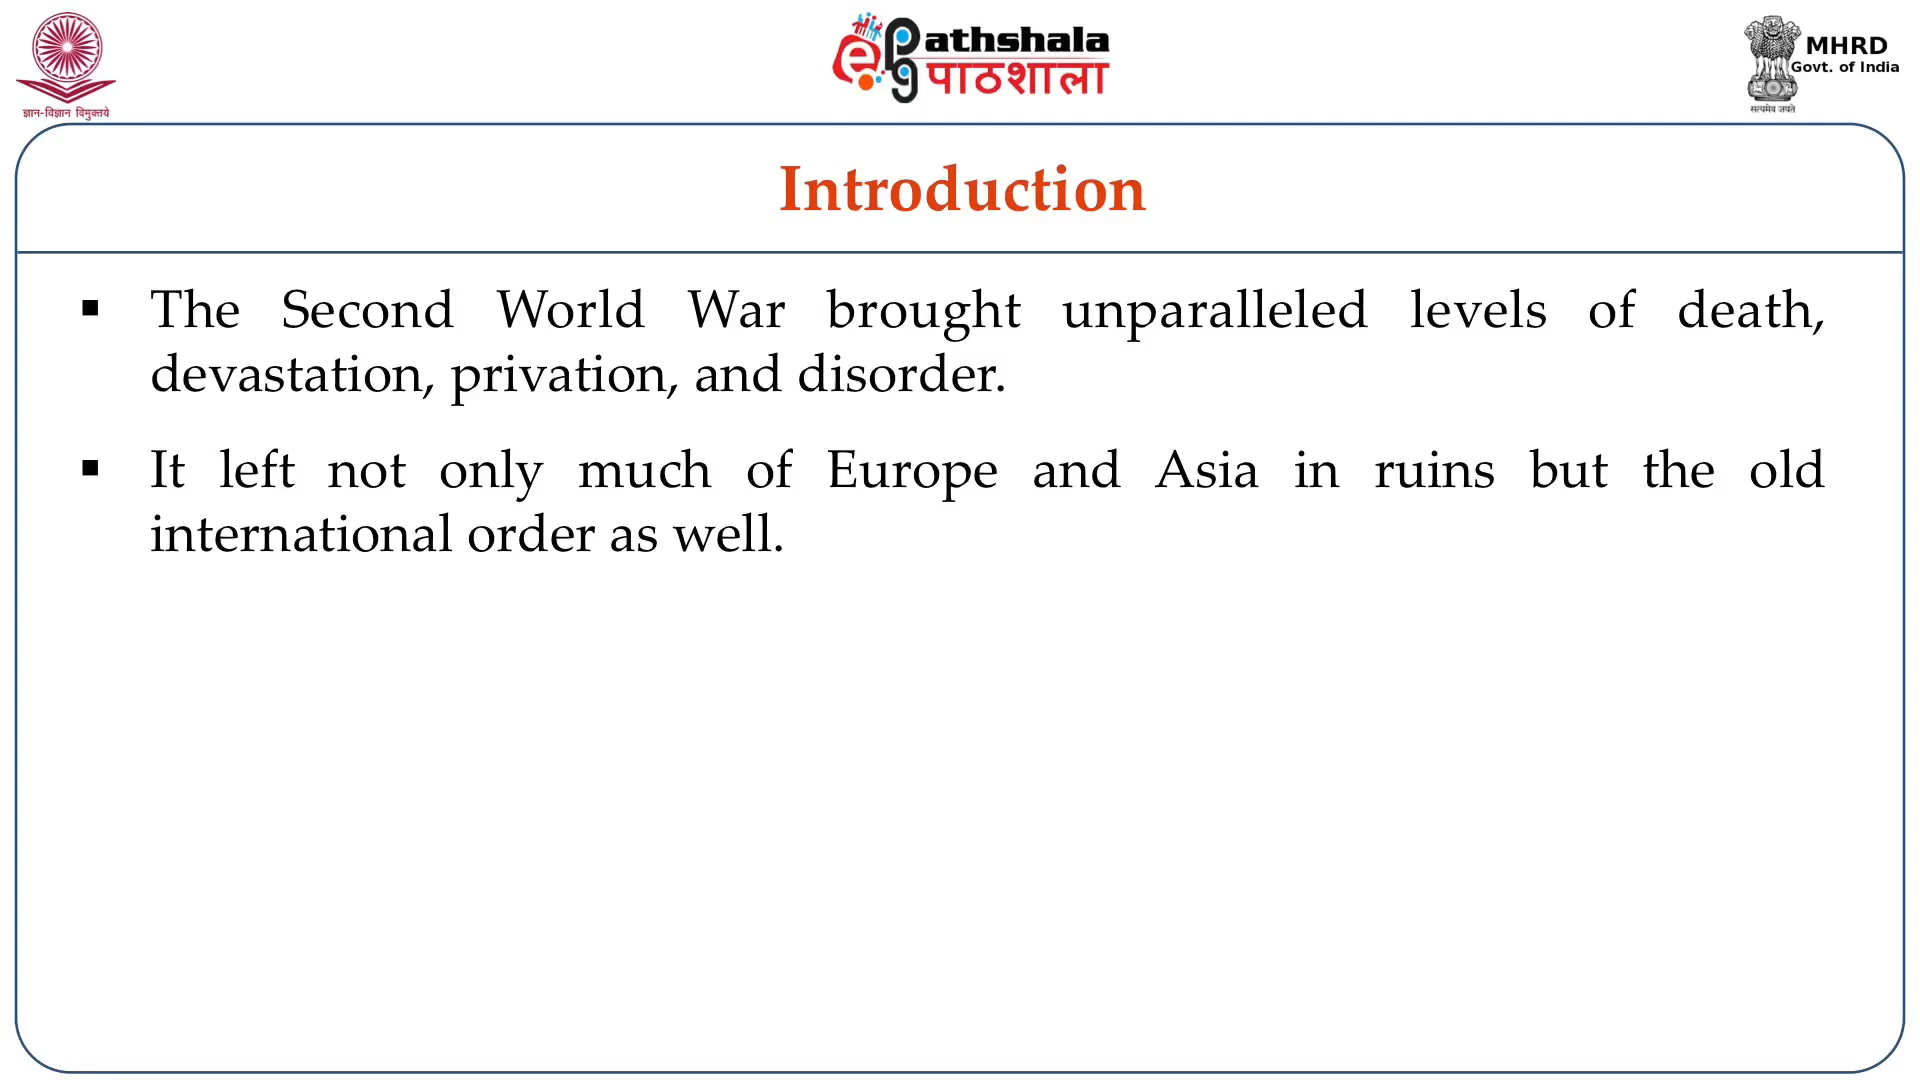 ज्ञान-विज्ञान विमुक्तये
ePathshala
पाठशाला
MHRD
Govt. of India
सत्यमेव जयते
Introduction
▪ The Second World War brought unparalleled levels of death,
devastation, privation, and disorder.
▪ It left not only much of Europe and Asia in ruins but the old
international order as well.